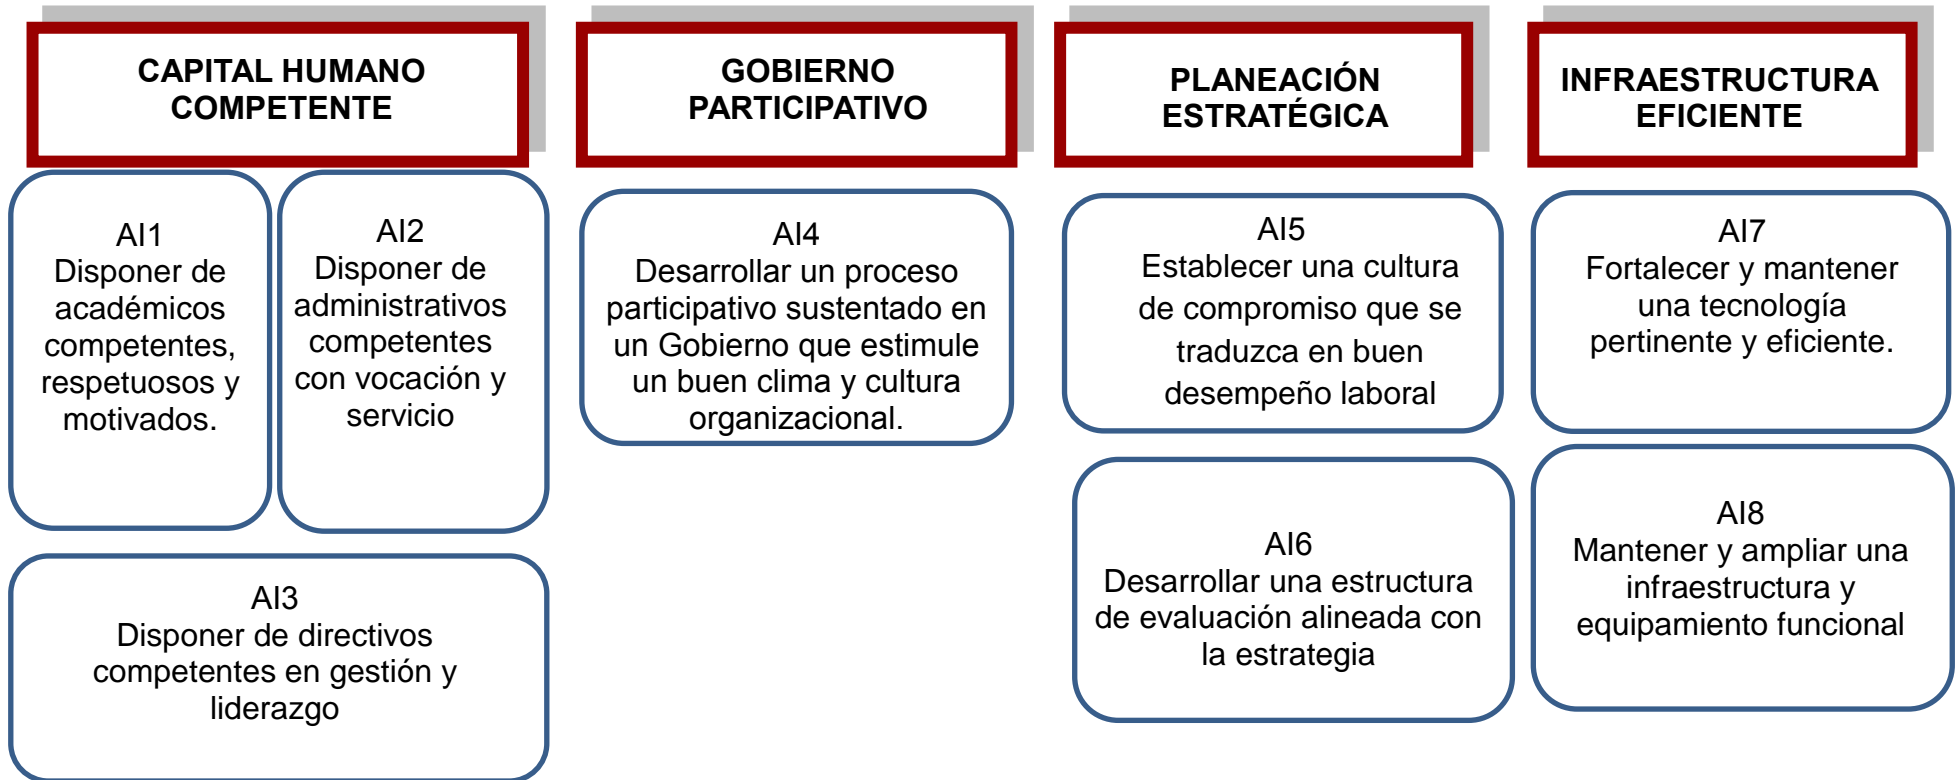 CAPITAL HUMANO
COMPETENTE
GOBIERNO
PARTICIPATIVO
PLANEACIÓN
ESTRATÉGICA
INFRAESTRUCTURA
EFICIENTE
AI1
Disponer de
académicos
competentes,
respetuosos y
motivados.
AI2
Disponer de
administrativos
competentes
con vocación y
servicio
AI3
Disponer de directivos
competentes en gestión y
liderazgo
AI4
Desarrollar un proceso
participativo sustentado en
un Gobierno que estimule
un buen clima y cultura
organizacional.
AI5
Establecer una cultura
de compromiso que se
traduzca en buen
desempeño laboral
AI6
Desarrollar una estructura
de evaluación alineada con
la estrategia
AI7
Fortalecer y mantener
una tecnología
pertinente y eficiente.
AI8
Mantener y ampliar una
infraestructura y
equipamiento funcional